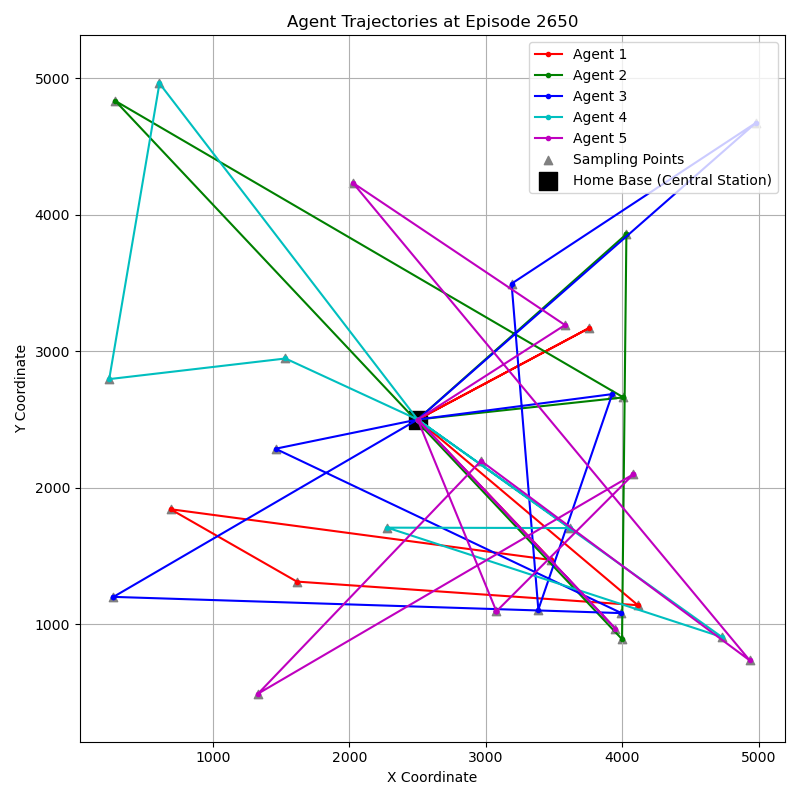 Agent Trajectories at Episode 2650
Agent 1
Agent 2
Agent 3
Agent 4
Agent 5
Sampling Points
Home Base (Central Station)
Y Coordinate
5000
4000
3000
2000
1000
1000 2000 3000 4000 5000
X Coordinate